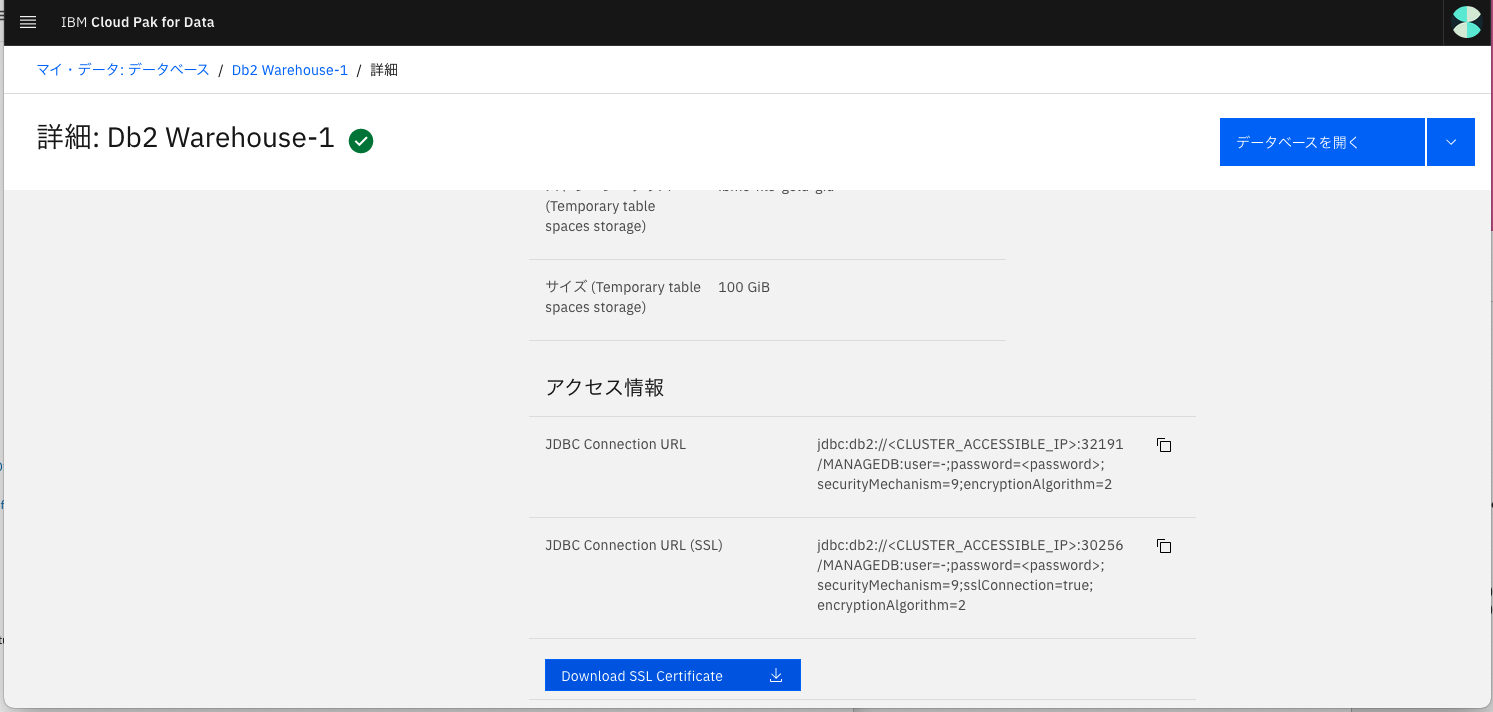 IBM Cloud Pak for Data
マイ・データ: データベース / Db2 Warehouse-1 / 詳細
詳細: Db2 Warehouse-1
データベースを開く
(Temporary table
spaces storage)
サイズ (Temporary table
spaces storage)
100 GiB
アクセス情報
JDBC Connection URL
jdbc:db2://<CLUSTER_ACCESSIBLE_IP>:32191
/MANAGEDB:user=-;password=<password>;
securityMechanism=9;encryptionAlgorithm=2
JDBC Connection URL (SSL)
jdbc:db2://<CLUSTER_ACCESSIBLE_IP>:30256
/MANAGEDB:user=-;password=<password>;
securityMechanism=9;sslConnection=true;
encryptionAlgorithm=2
Download SSL Certificate